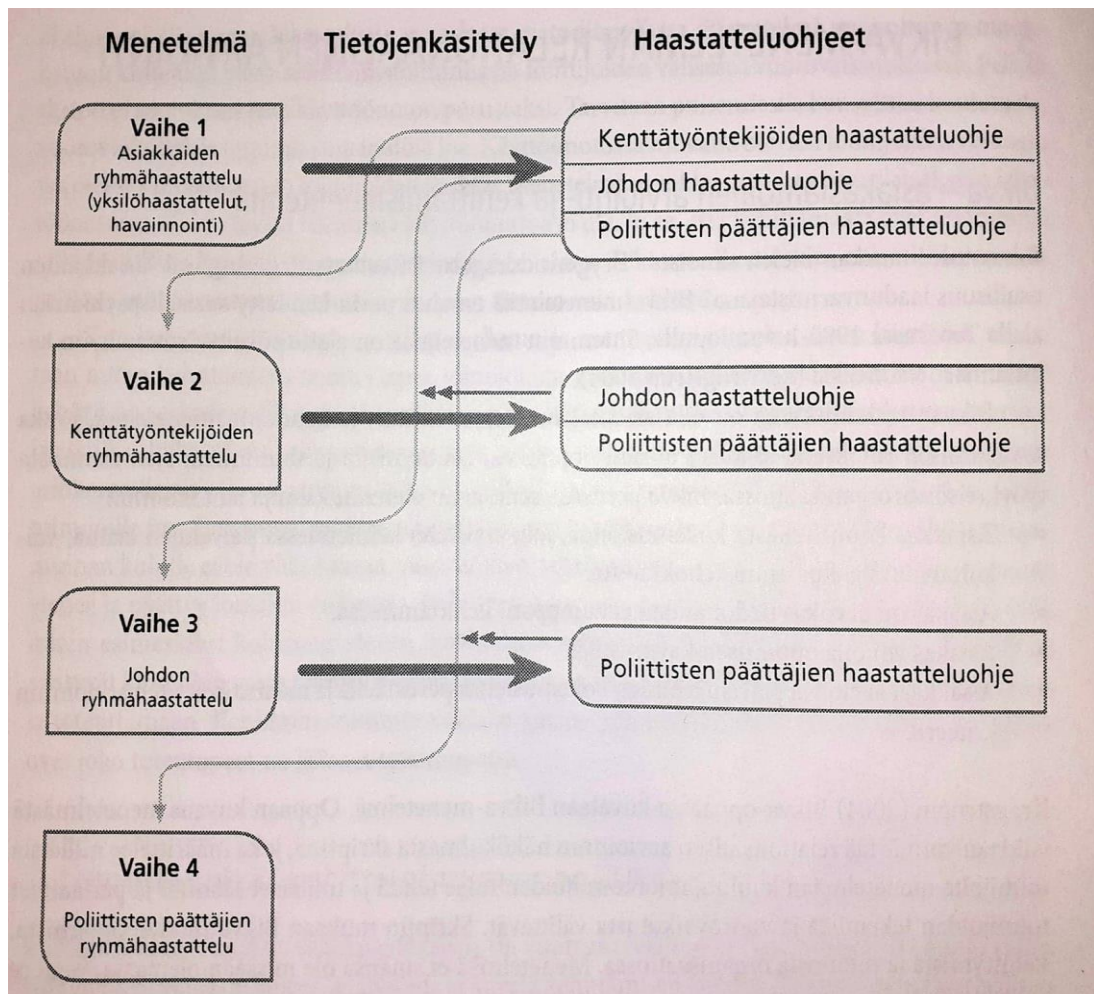 Menetelmä Tietojenkäsittely Haastatteluohjeet
Vaihe 1
Asiakkaiden
ryhmähaastattelu
(yksilöhaastattelut,
havainnointi)
Kenttätyöntekijöiden haastatteluohje
Johdon haastatteluohje
Poliittisten päättäjien haastatteluohje
Vaihe 2
Kenttätyöntekijöiden
ryhmähaastattelu
Johdon haastatteluohje
Poliittisten päättäjien haastatteluohje
Vaihe 3
Johdon
ryhmähaastattelu
Poliittisten päättäjien haastatteluohje
Vaihe 4
Poliittisten päättäjien
ryhmähaastattelu